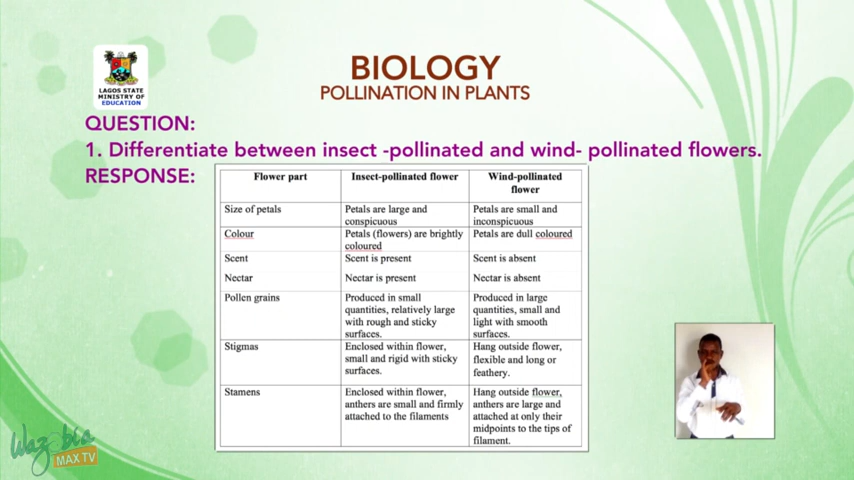 BIOLOGY
POLLINATION IN PLANTS
LAGOS STATE
MINISTRY OF
EDUCATION
QUESTION:
1. Differentiate between insect -pollinated and wind- pollinated flowers.
RESPONSE:
Flower part
Insect-pollinated flower
Wind-pollinated
flower
Size of petals
Petals are large and
conspicuous
Petals are small and
inconspicuous
Colour
Petals (flowers) are brightly
coloured
Petals are dull coloured
Scent
Scent is present
Scent is absent
Nectar
Nectar is present
Nectar is absent
Pollen grains
Produced in small
quantities, relatively large
with rough and sticky
surfaces.
Produced in large
quantities, small and
light with smooth
surfaces.
Stigmas
Enclosed within flower,
small and rigid with sticky
surfaces.
Hang outside flower,
flexible and long or
feathery.
Stamens
Enclosed within flower,
anthers are small and firmly
attached to the filaments
Hang outside flower,
anthers are large and
attached at only their
midpoints to the tips of
filament.
Wazobia
MAX TV